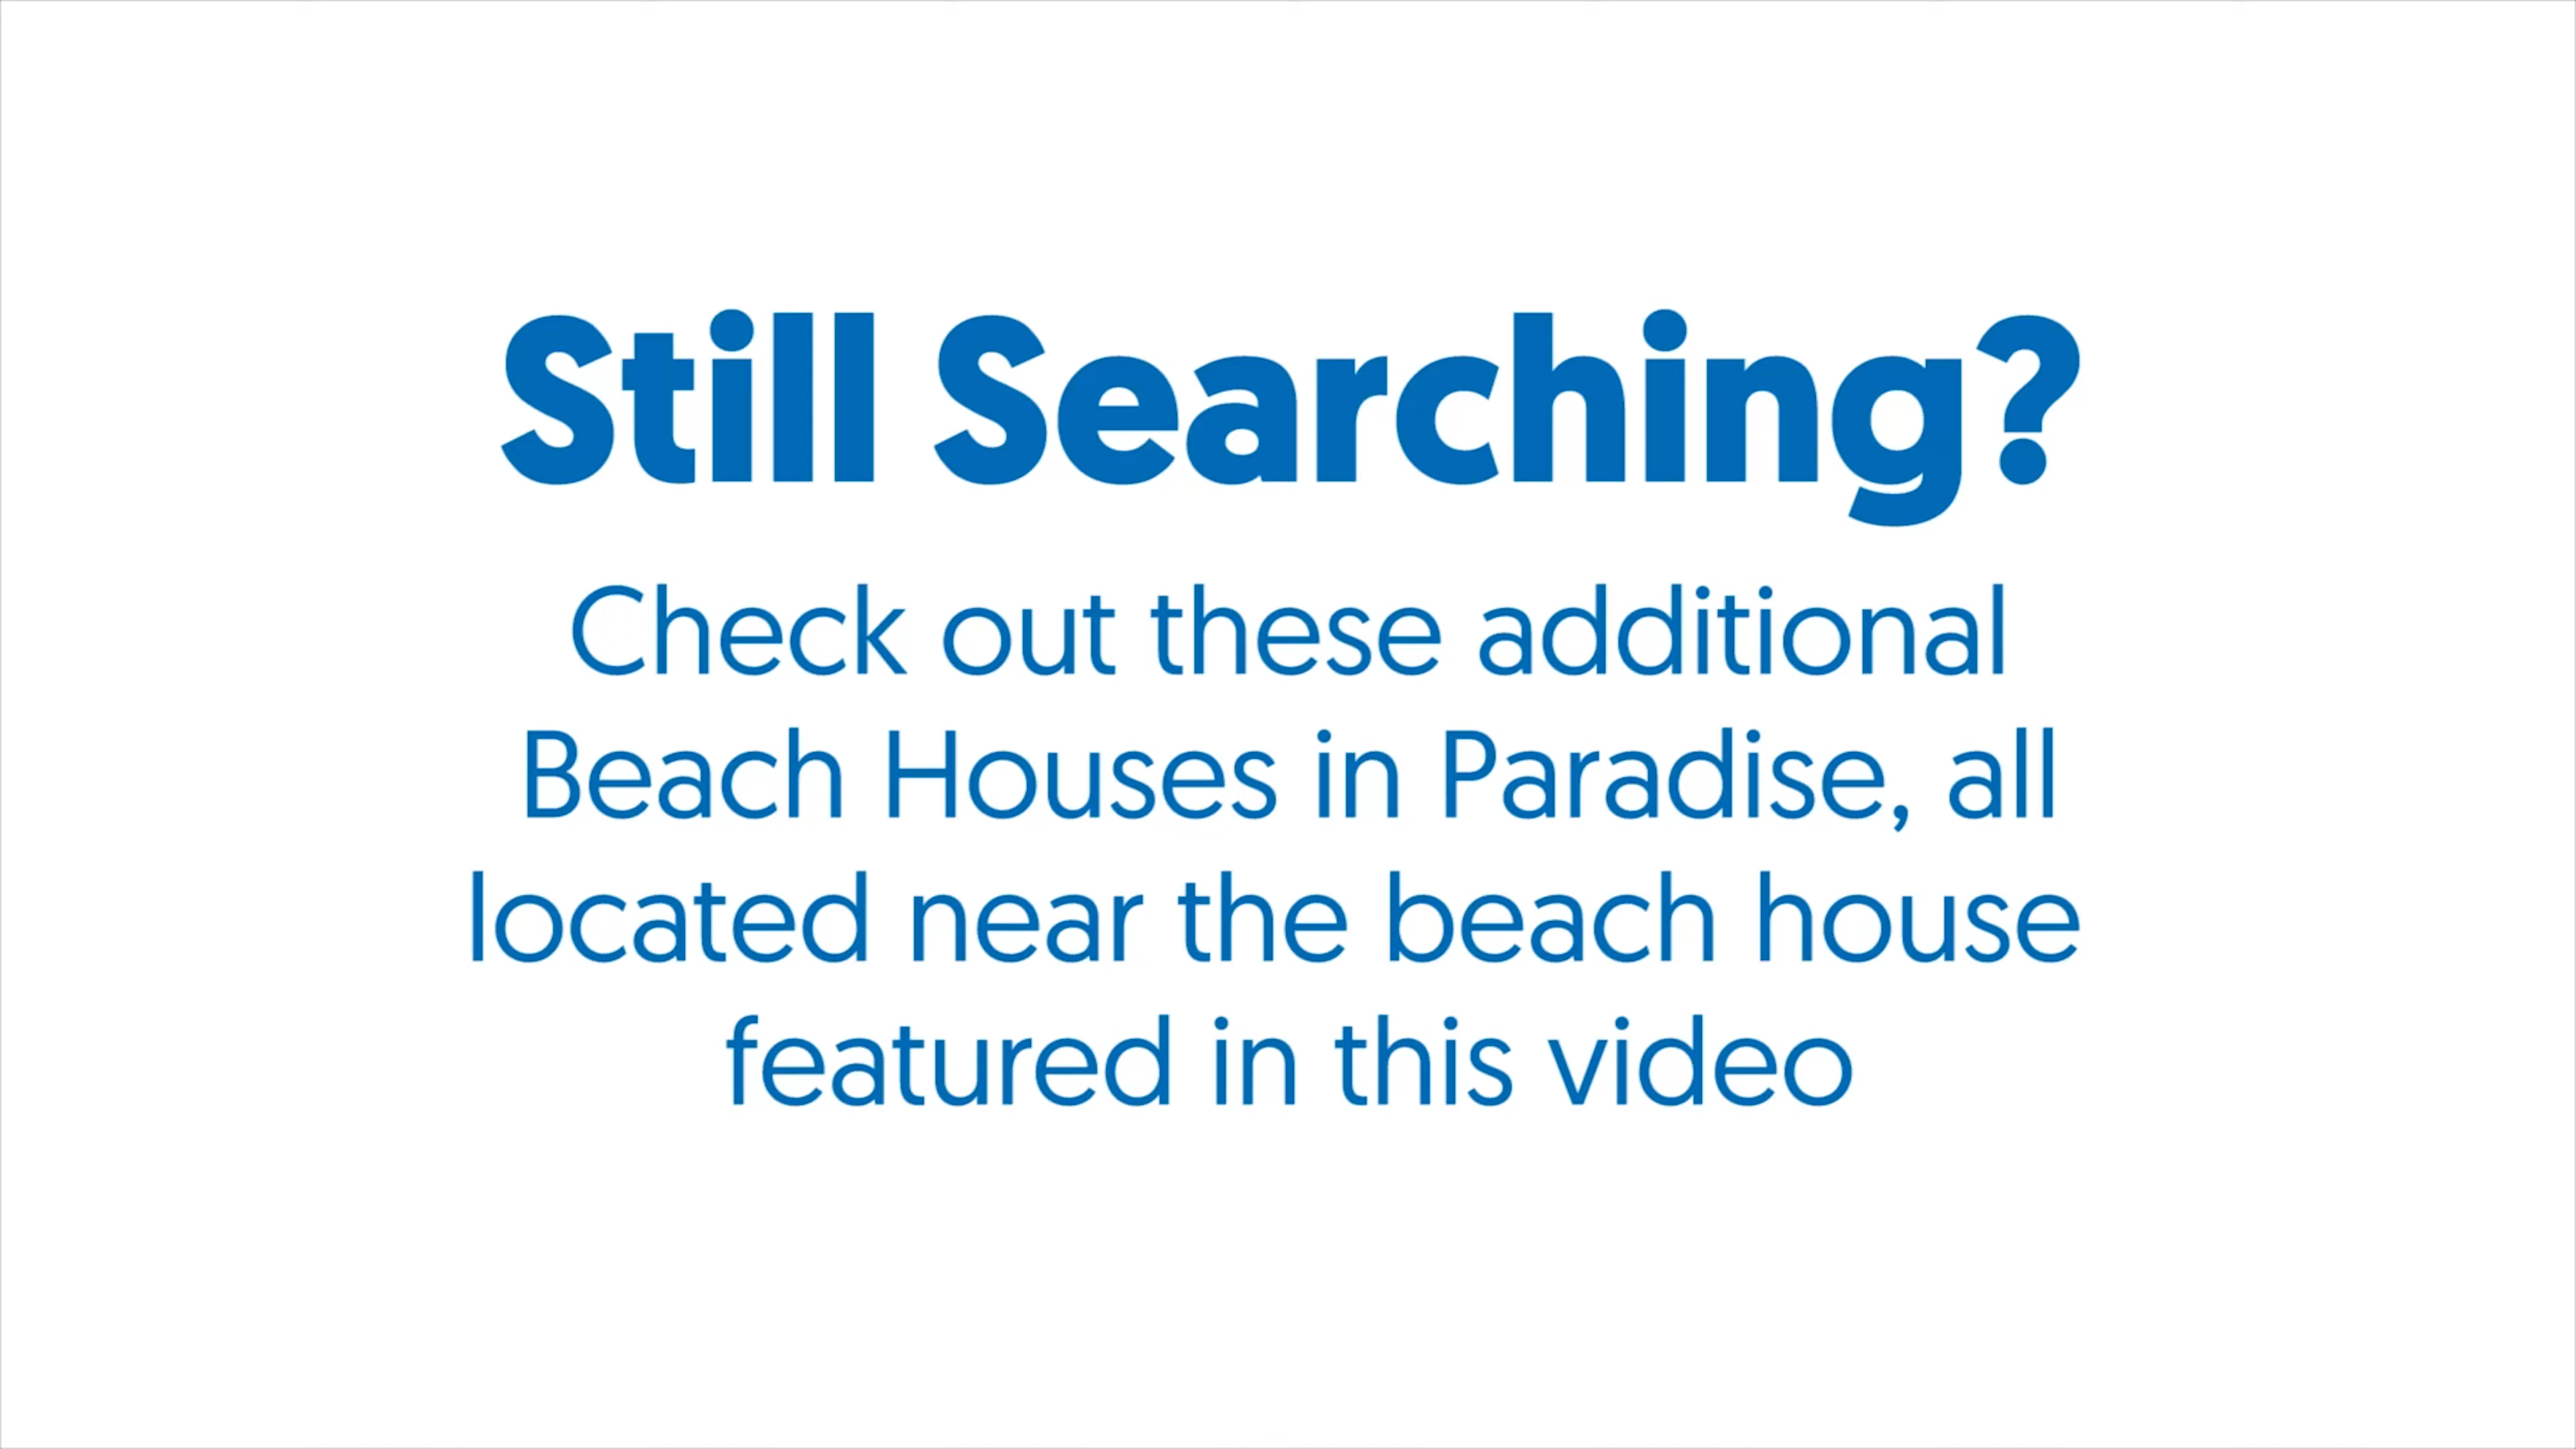 Still Searching?
Check out these additional
Beach Houses in Paradise, all
located near the beach house
featured in this video